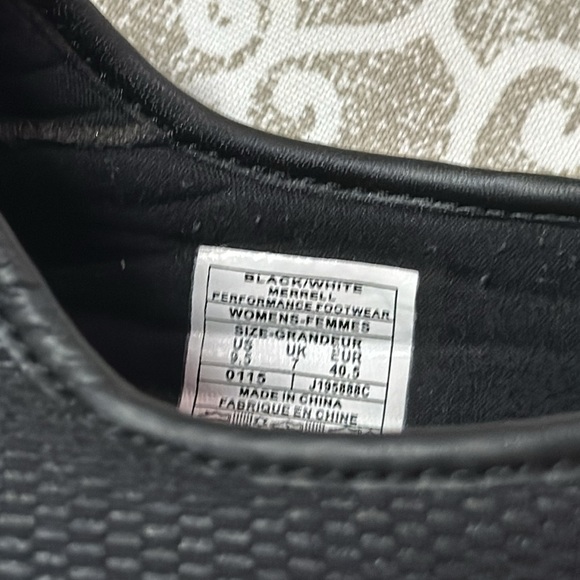 BLACK/WHITE
MERRELL
PERFORMANCE FOOTWEAR
WOMENS-FEMMES
SIZE-GRANDEUR
US UK EUR
9.5 7 40.5
0115
MADE IN CHINA
FABRIQUE EN CHINE